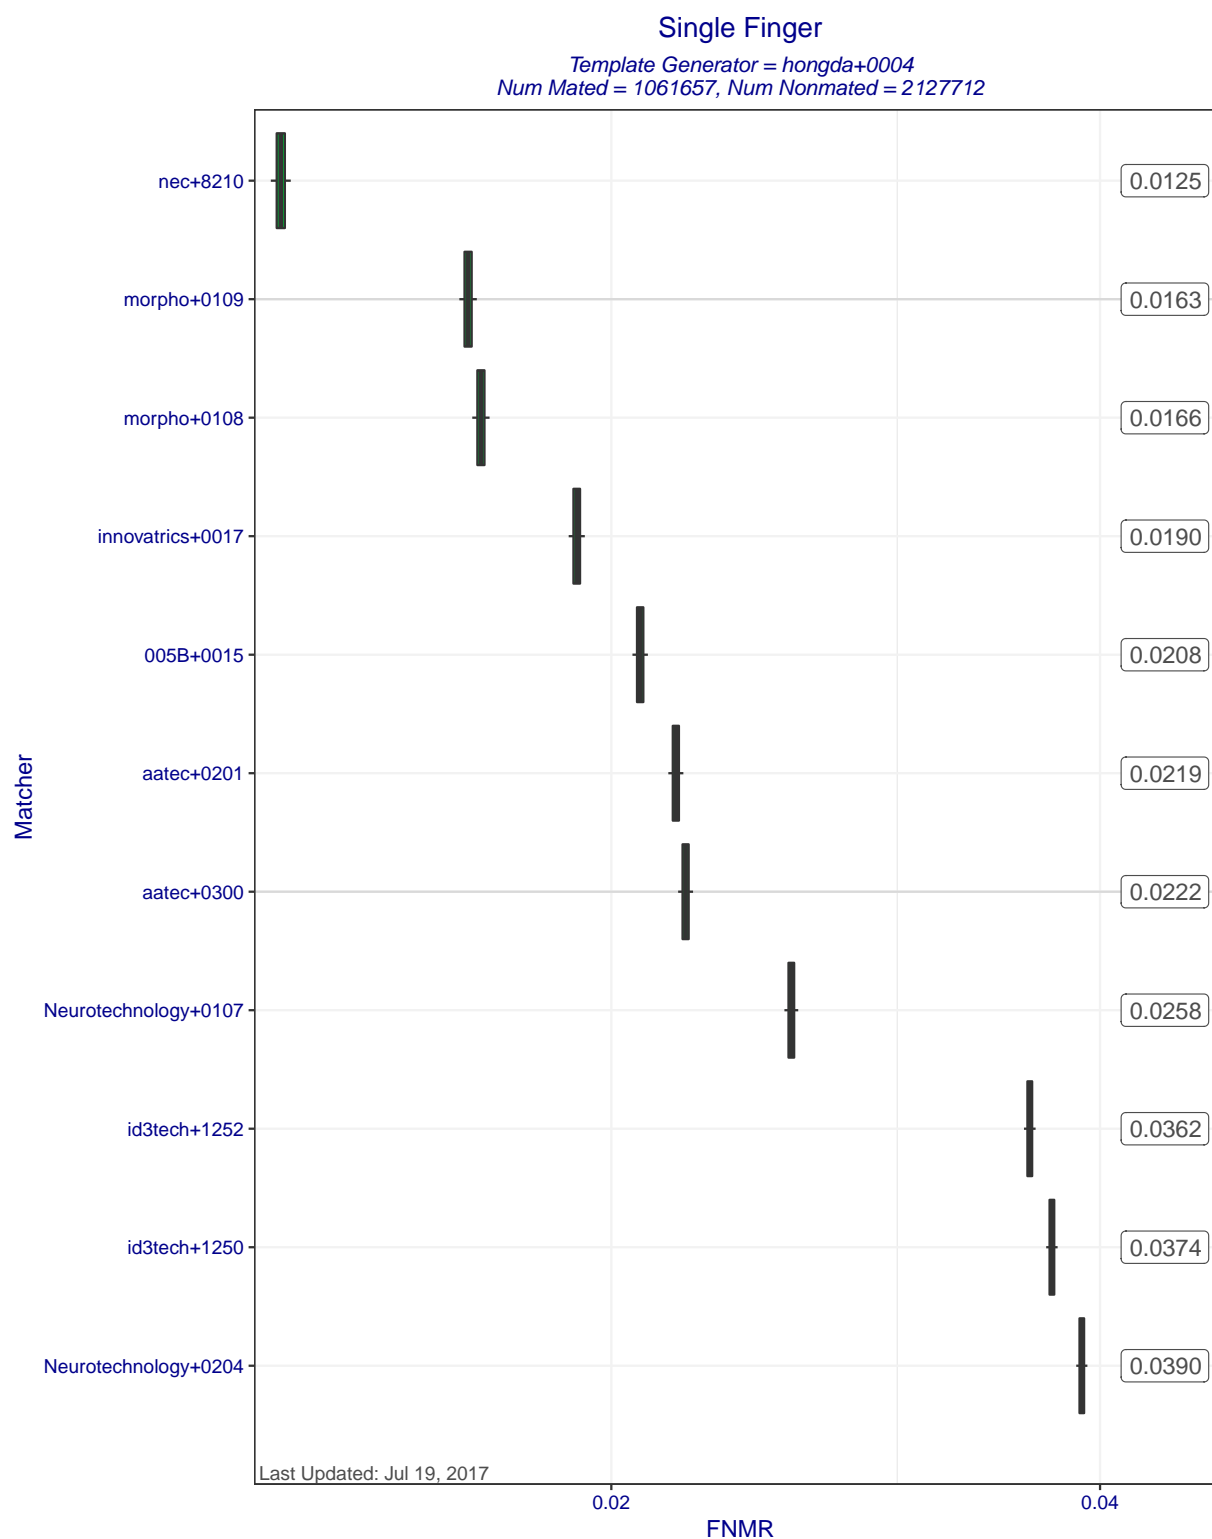 Single Finger
Template Generator = hongda+0004
Num Mated = 1061657, Num Nonmated = 2127712
nec+8210
0.0125
morpho+0109
0.0163
morpho+0108
0.0166
innovatrics+0017
0.0190
005B+0015
0.0208
aatec+0201
0.0219
aatec+0300
0.0222
Neurotechnology+0107
0.0258
id3tech+1252
0.0362
id3tech+1250
0.0374
Neurotechnology+0204
0.0390
Matcher
Last Updated: Jul 19, 2017
0.02
0.04
FNMR